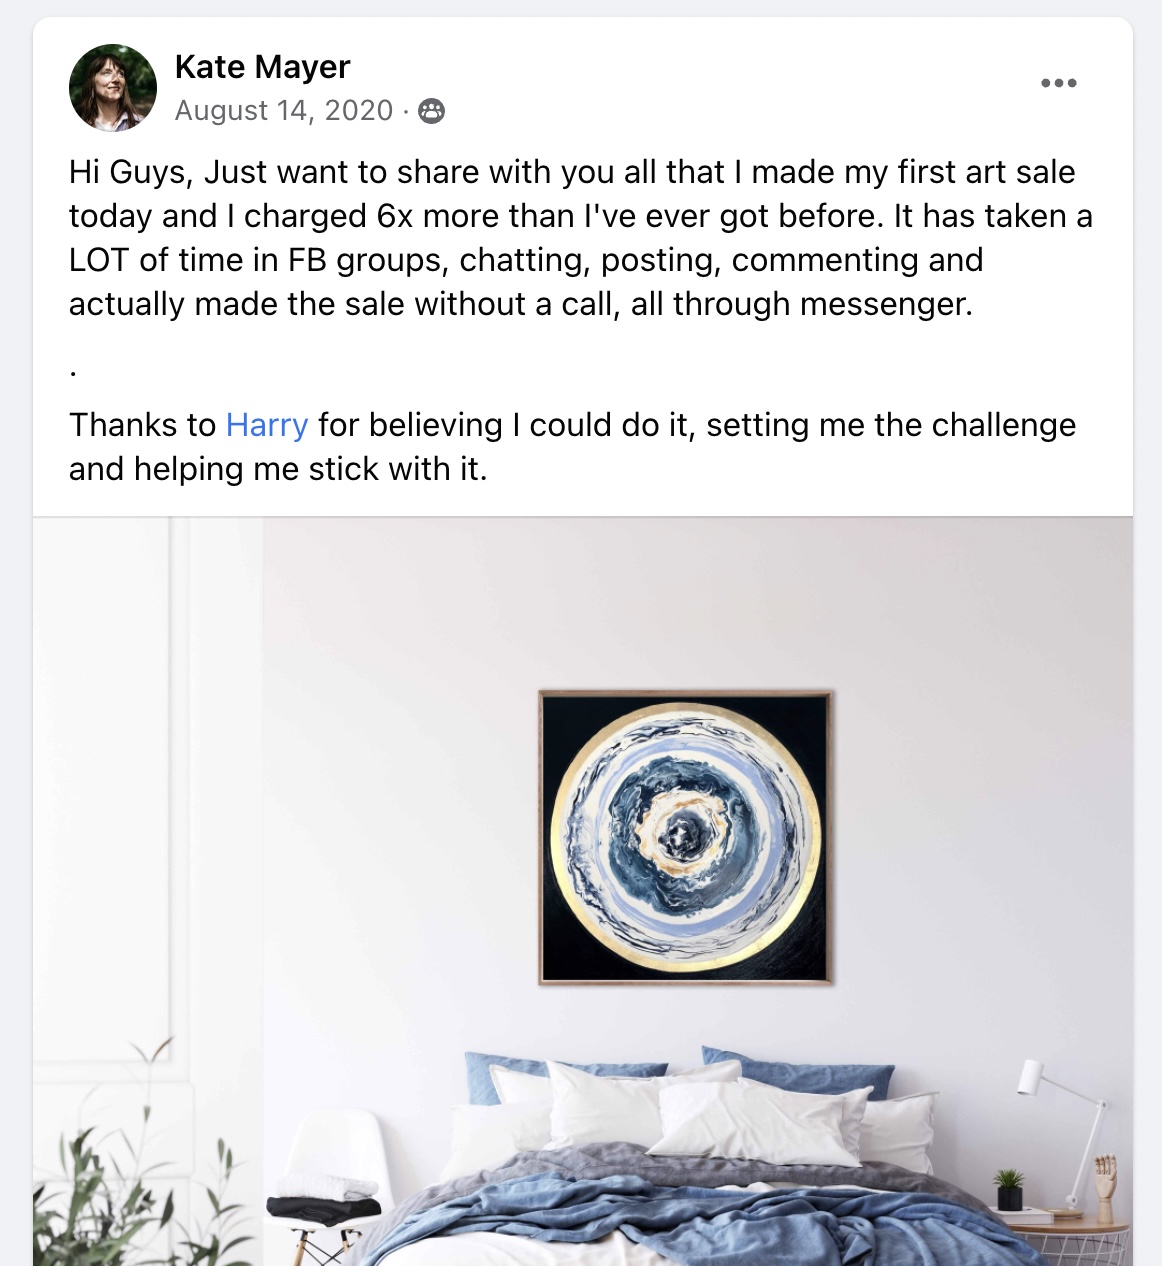 Kate Mayer
August 14, 2020 ·
Hi Guys, Just want to share with you all that I made my first art sale
today and I charged 6x more than I've ever got before. It has taken a
LOT of time in FB groups, chatting, posting, commenting and
actually made the sale without a call, all through messenger.
.
Thanks to Harry for believing I could do it, setting me the challenge
and helping me stick with it.